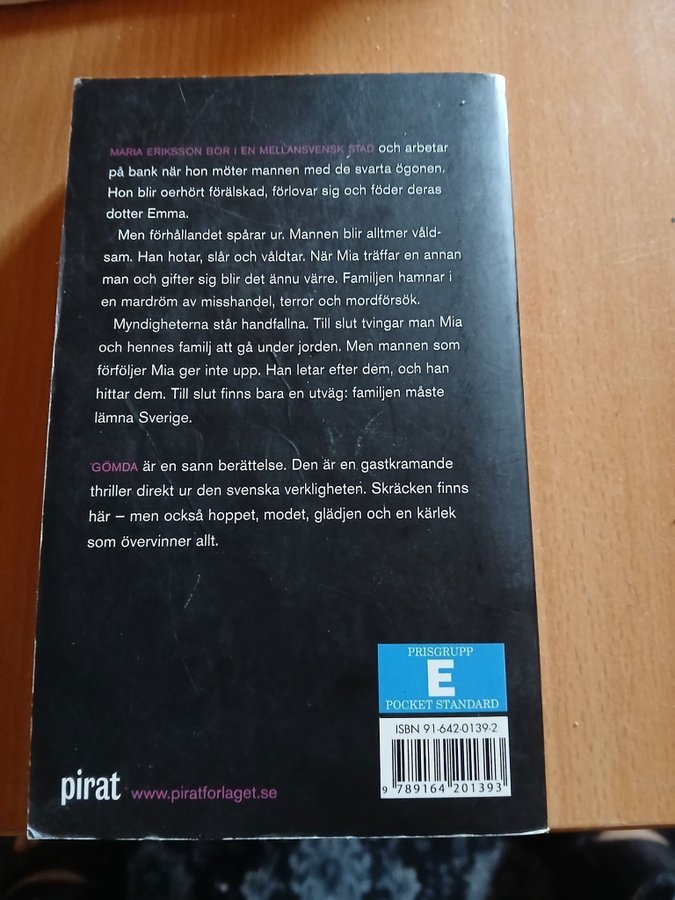 MARIA ERIKSSON BOR I EN MELLANSVENSK STAD och arbetar
på bank när hon möter mannen med de svarta ögonen.
Hon blir oerhört förälskad, förlovar sig och föder deras
dotter Emma.
Men förhållandet spårar ur. Mannen blir alltmer våld-
sam. Han hotar, slår och våldtar. När Mia träffar en annan
man och gifter sig blir det ännu värre. Familjen hamnar i
en mardröm av misshandel, terror och mordförsök.
Myndigheterna står handfallna. Till slut tvingar man Mia
och hennes familj att gå under jorden. Men mannen som
förföljer Mia ger inte upp. Han letar efter dem, och han
hittar dem. Till slut finns bara en utväg: familjen måste
lämna Sverige.
GÖMDA är en sann berättelse. Den är en gastkramande
thriller direkt ur den svenska verkligheten. Skräcken finns
här – men också hoppet, modet, glädjen och en kärlek
som övervinner allt.
PRISGRUPP
E
POCKET STANDARD
ISBN 91-642-0139-2
9 789164 201393
pirat www.piratforlaget.se